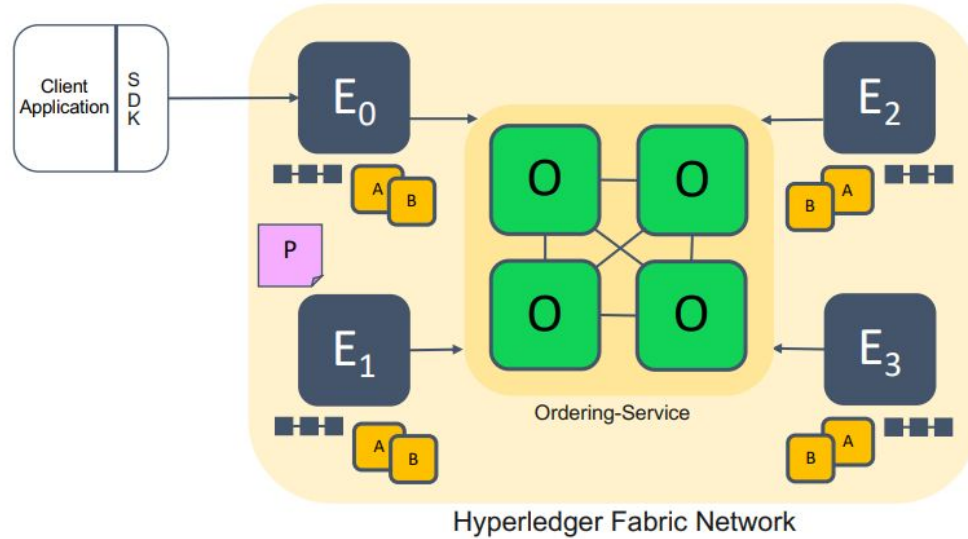 Client
Application
S
D
K
E0
E2
O
O
A
B
A
B
P
O
O
E1
E3
Ordering-Service
A
B
A
B
Hyperledger Fabric Network